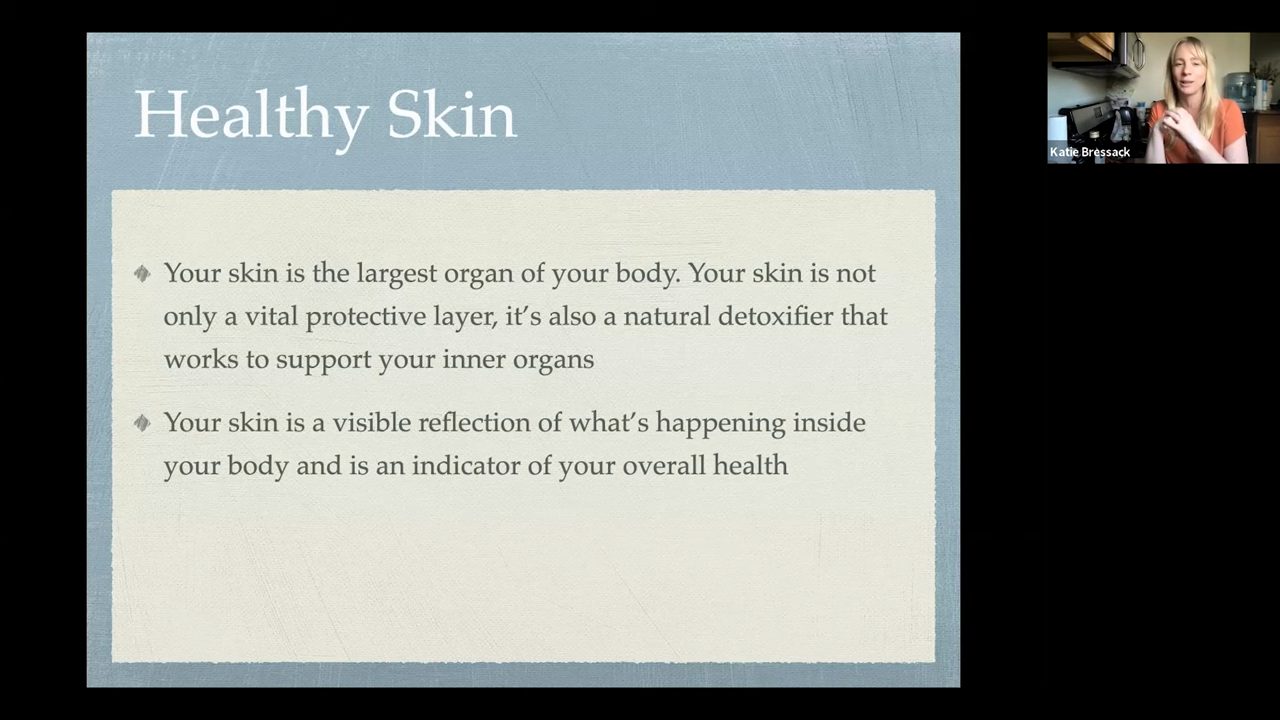 Healthy Skin
Your skin is the largest organ of your body. Your skin is not
only a vital protective layer, it’s also a natural detoxifier that
works to support your inner organs
Your skin is a visible reflection of what’s happening inside
your body and is an indicator of your overall health
Katie Bressack